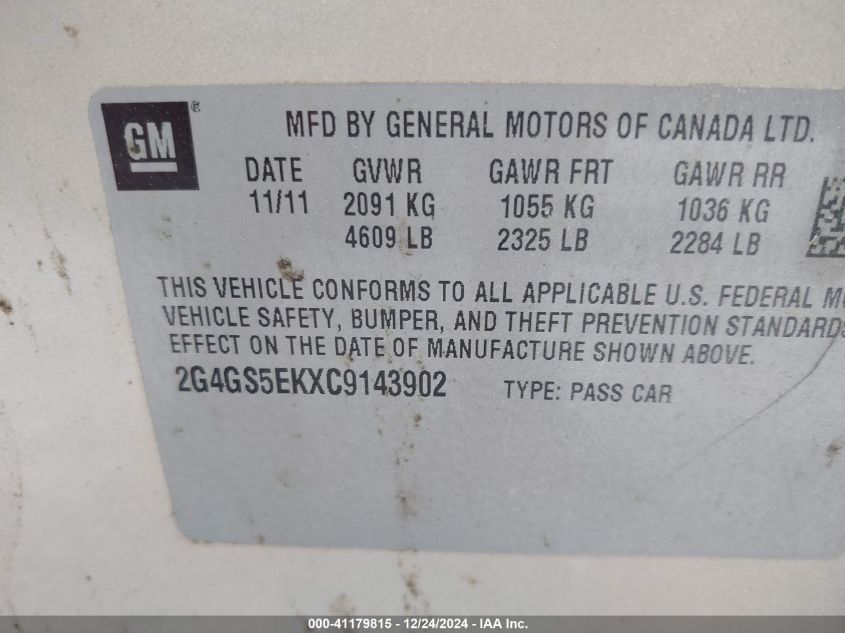 GM ®
MFD BY GENERAL MOTORS OF CANADA LTD.
DATE GVWR GAWR FRT GAWR RR
11/11 2091 KG 1055 KG 1036 KG
4609 LB 2325 LB 2284 LB
THIS VEHICLE CONFORMS TO ALL APPLICABLE U.S. FEDERAL
VEHICLE SAFETY, BUMPER, AND THEFT PREVENTION STANDARDS
EFFECT ON THE DATE OF MANUFACTURE SHOWN ABOVE.
2G4GS5EKXC9143902 TYPE: PASS CAR
000-41179815 - 12/24/2024 - IAA Inc.